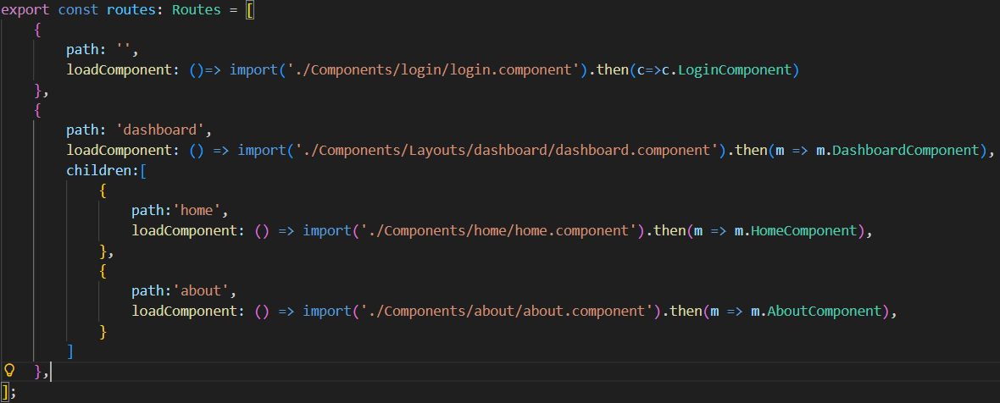 export const routes: Routes = [
    {
        path: '',
        loadComponent: ()=> import('./Components/login/login.component').then(c=>c.LoginComponent)
    },
    {
        path: 'dashboard',
        loadComponent: () => import('./Components/Layouts/dashboard/dashboard.component').then(m => m.DashboardComponent),
        children:[
            {
                path:'home',
                loadComponent: () => import('./Components/home/home.component').then(m => m.HomeComponent),
            },
            {
                path:'about',
                loadComponent: () => import('./Components/about/about.component').then(m => m.AboutComponent),
            }
        ]
    },
];